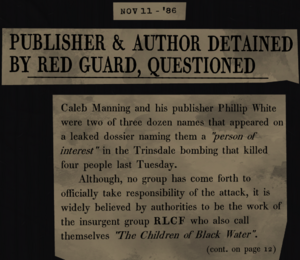 NOV 11 - '86
PUBLISHER & AUTHOR DETAINED
BY RED GUARD, QUESTIONED
Caleb Manning and his publisher Phillip White
were two of three dozen names that appeared on
a leaked dossier naming them a "person of
interest" in the Trinsdale bombing that killed
four people last Tuesday.
Although, no group has come forth to
officially take responsibility of the attack, it is
widely believed by authorities to be the work of
the insurgent group RLCF who also call
themselves "The Children of Black Water".
(cont. on page 12)